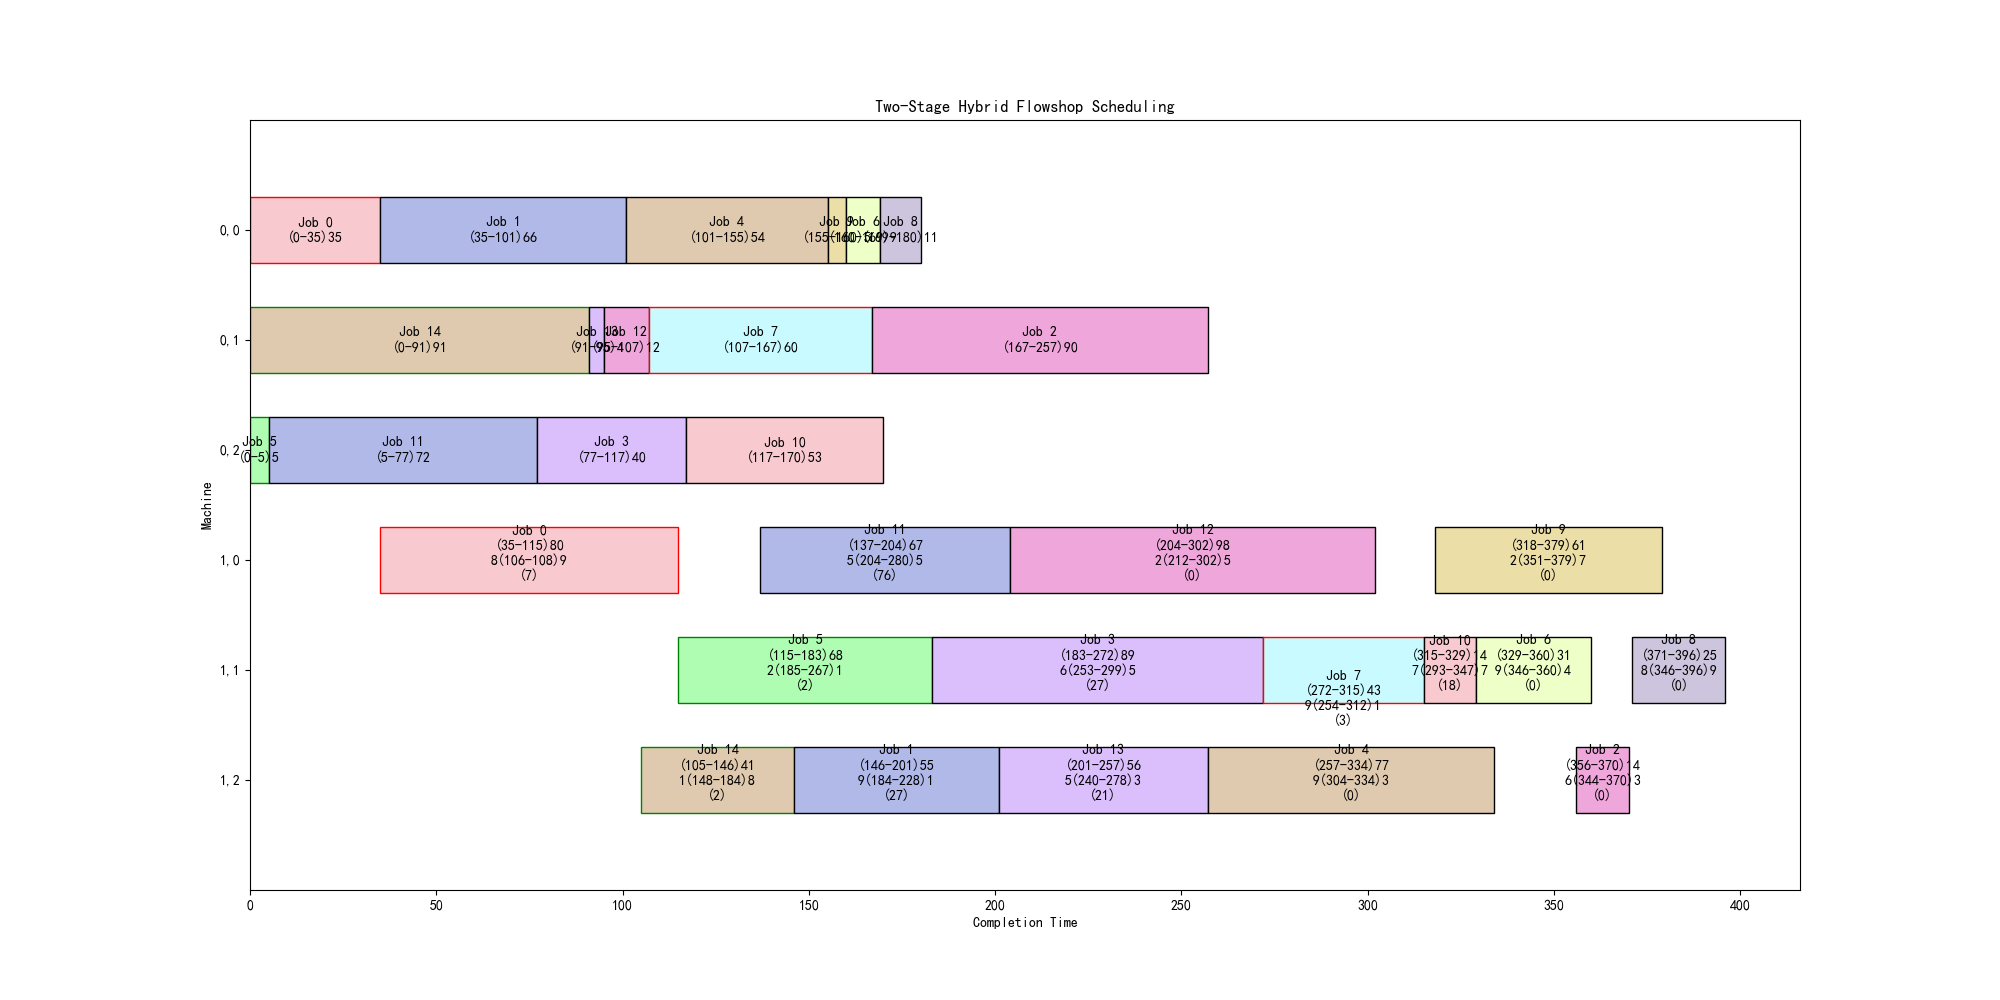 Two-Stage Hybrid Flowshop Scheduling
0,0
Job 0
(0-35)35
Job 1
(35-101)66
Job 4
(101-155)54
Job 9
Job 6
Job 8
0,1
Job 14
(0-91)91
Job 13
Job 12
(95-107)12
Job 7
(107-167)60
Job 2
(167-257)90
0,2
Job 5
(0-5)5
Job 11
(5-77)72
Job 3
(77-117)40
Job 10
(117-170)53
Machine
1,0
Job 0
(35-115)80
8(106-108)9
(7)
Job 11
(137-204)67
5(204-280)5
(76)
Job 12
(204-302)98
2(212-302)5
(0)
Job 9
(318-379)61
2(351-379)7
(0)
1,1
Job 5
(115-183)68
2(185-267)1
(2)
Job 3
(183-272)89
6(253-299)5
(27)
Job 7
(272-315)43
9(254-312)1
(3)
Job 10
(315-329)14
7(293-347)7
(18)
Job 6
(329-360)31
9(346-360)4
(0)
Job 8
(371-396)25
8(346-396)9
(0)
1,2
Job 14
(105-146)41
1(148-184)8
(2)
Job 1
(146-201)55
9(184-228)1
(27)
Job 13
(201-257)56
5(240-278)3
(21)
Job 4
(257-334)77
9(304-334)3
(0)
Job 2
(356-370)14
6(344-370)3
(0)
0
50
100
150
200
250
300
350
400
Completion Time